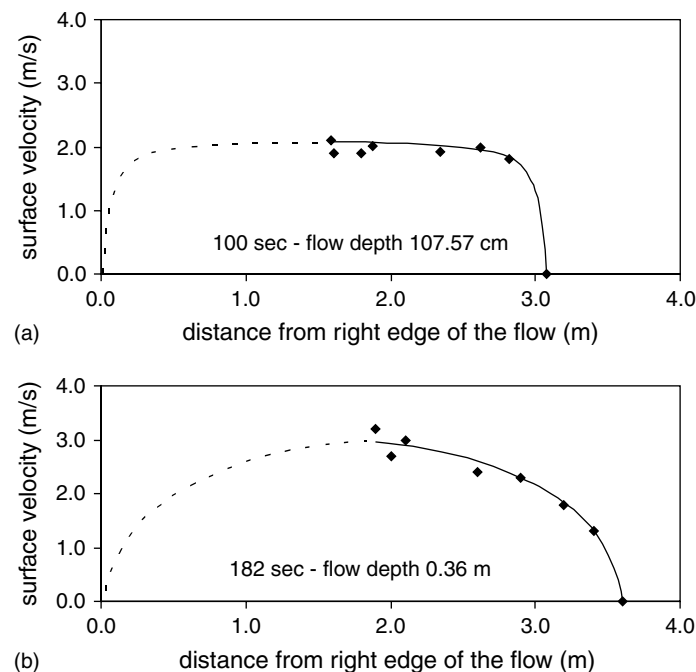 4.0
3.0
2.0
1.0
0.0
surface velocity (m/s)
100 sec - flow depth 107.57 cm
0.0 1.0 2.0 3.0 4.0
(a) distance from right edge of the flow (m)
4.0
3.0
2.0
1.0
0.0
surface velocity (m/s)
182 sec - flow depth 0.36 m
0.0 1.0 2.0 3.0 4.0
(b) distance from right edge of the flow (m)